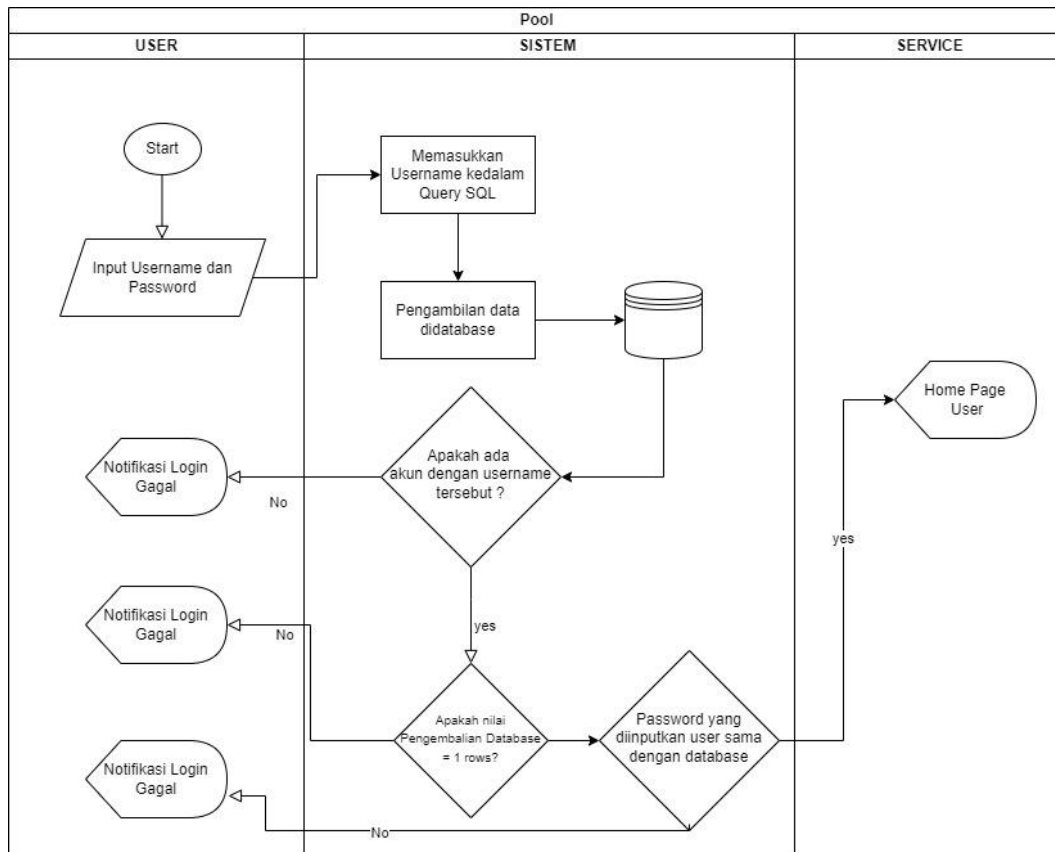 Pool
USER
SISTEM
SERVICE
Start
Memasukkan
Username kedalam
Query SQL
Input Username dan
Password
Pengambilan data
didatabase
Home Page
User
Notifikasi Login
Gagal
Apakah ada
akun dengan username
tersebut ?
No
yes
Notifikasi Login
Gagal
No
yes
Apakah nilai
Pengembalian Database
= 1 rows?
Password yang
diinputkan user sama
dengan database
Notifikasi Login
Gagal
No